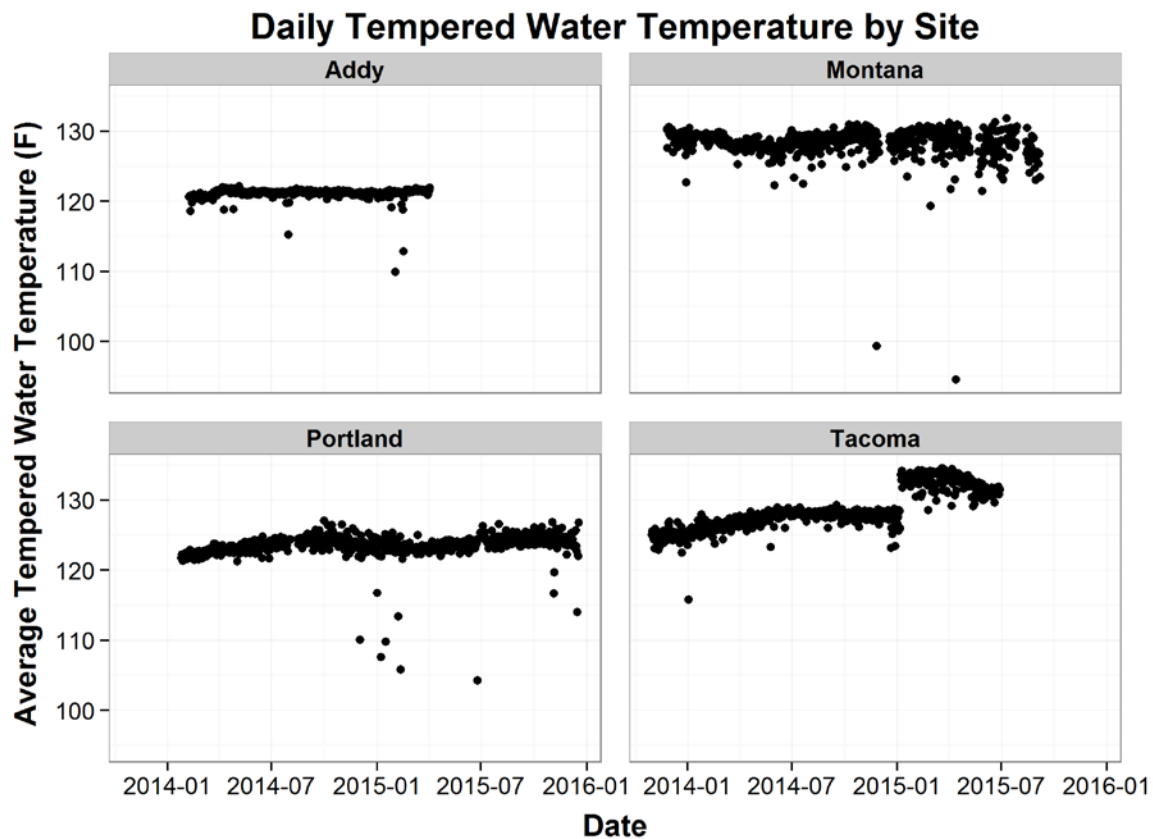 Daily Tempered Water Temperature by Site
Addy
Montana
Average Tempered Water Temperature (F)
130
120
110
100
Portland
Tacoma
130
120
110
100
2014-01 2014-07 2015-01 2015-07 2016-01
2014-01 2014-07 2015-01 2015-07 2016-01
Date